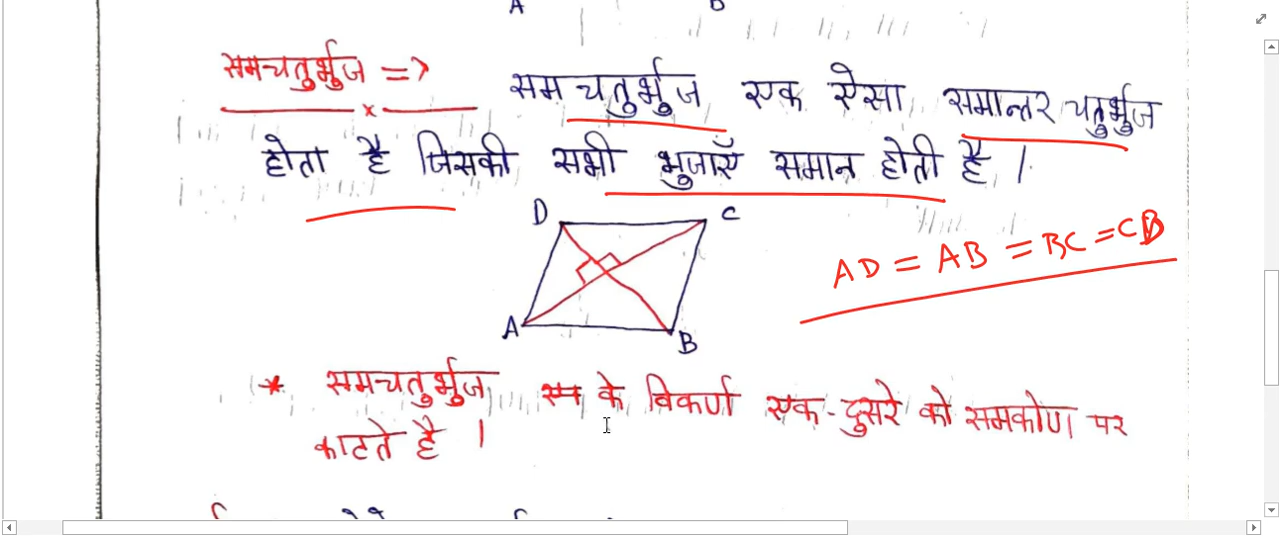 A B
समचतुर्भुज => समचतुर्भुज एक ऐसा समान्तर चतुर्भुज
होता है जिसकी सभी भुजाएँ समान होती है ।
D C
AD = AB = BC = CD
A B
* समचतुर्भुज के विकर्ण एक-दुसरे को समकोण पर
काटते है ।